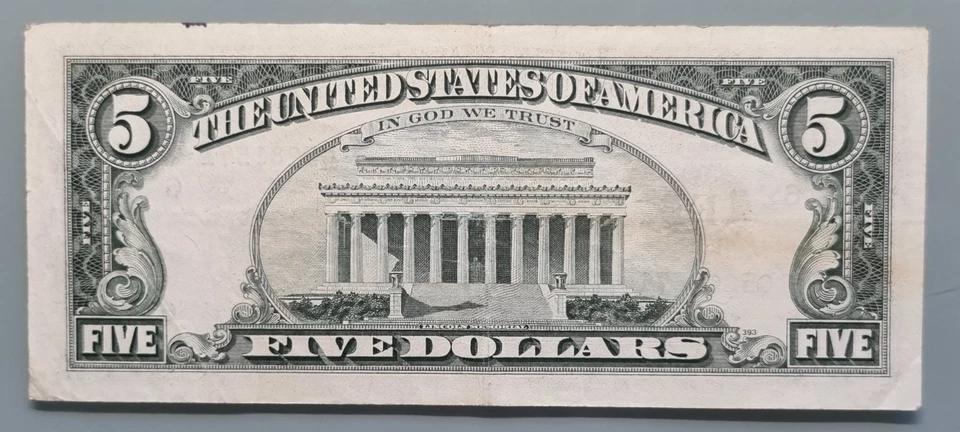 FIVE FIVE
5 THE UNITED STATES OF AMERICA 5
IN GOD WE TRUST
FIVE FIVE
LINCOLN MEMORIAL
393
FIVE FIVE DOLLARS FIVE